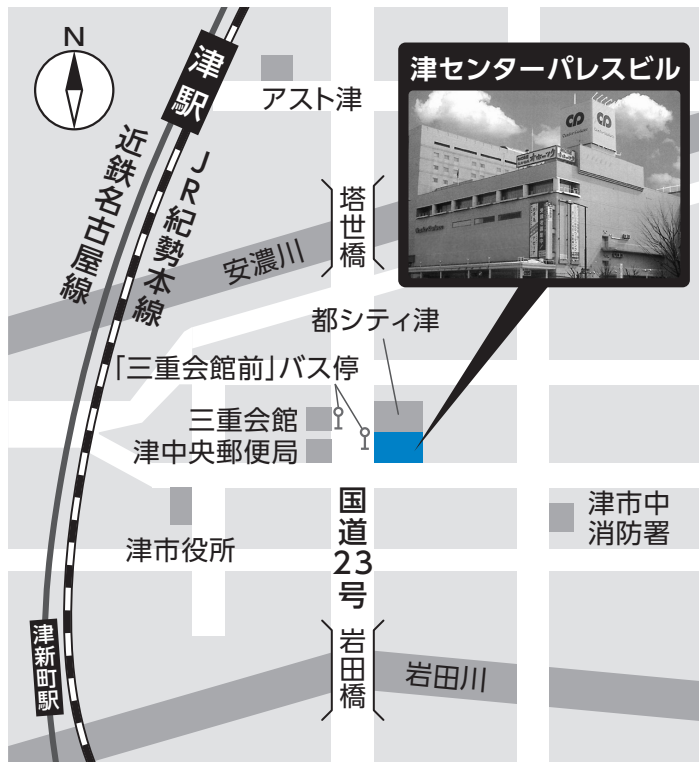 N
津駅
アスト津
津センターパレスビル
CP
CP
近鉄名古屋線
JR紀勢本線
塔世橋
安濃川
都シティ津
「三重会館前」バス停
三重会館
津中央郵便局
国道23号
津市役所
津市中
消防署
津新町駅
岩田橋
岩田川